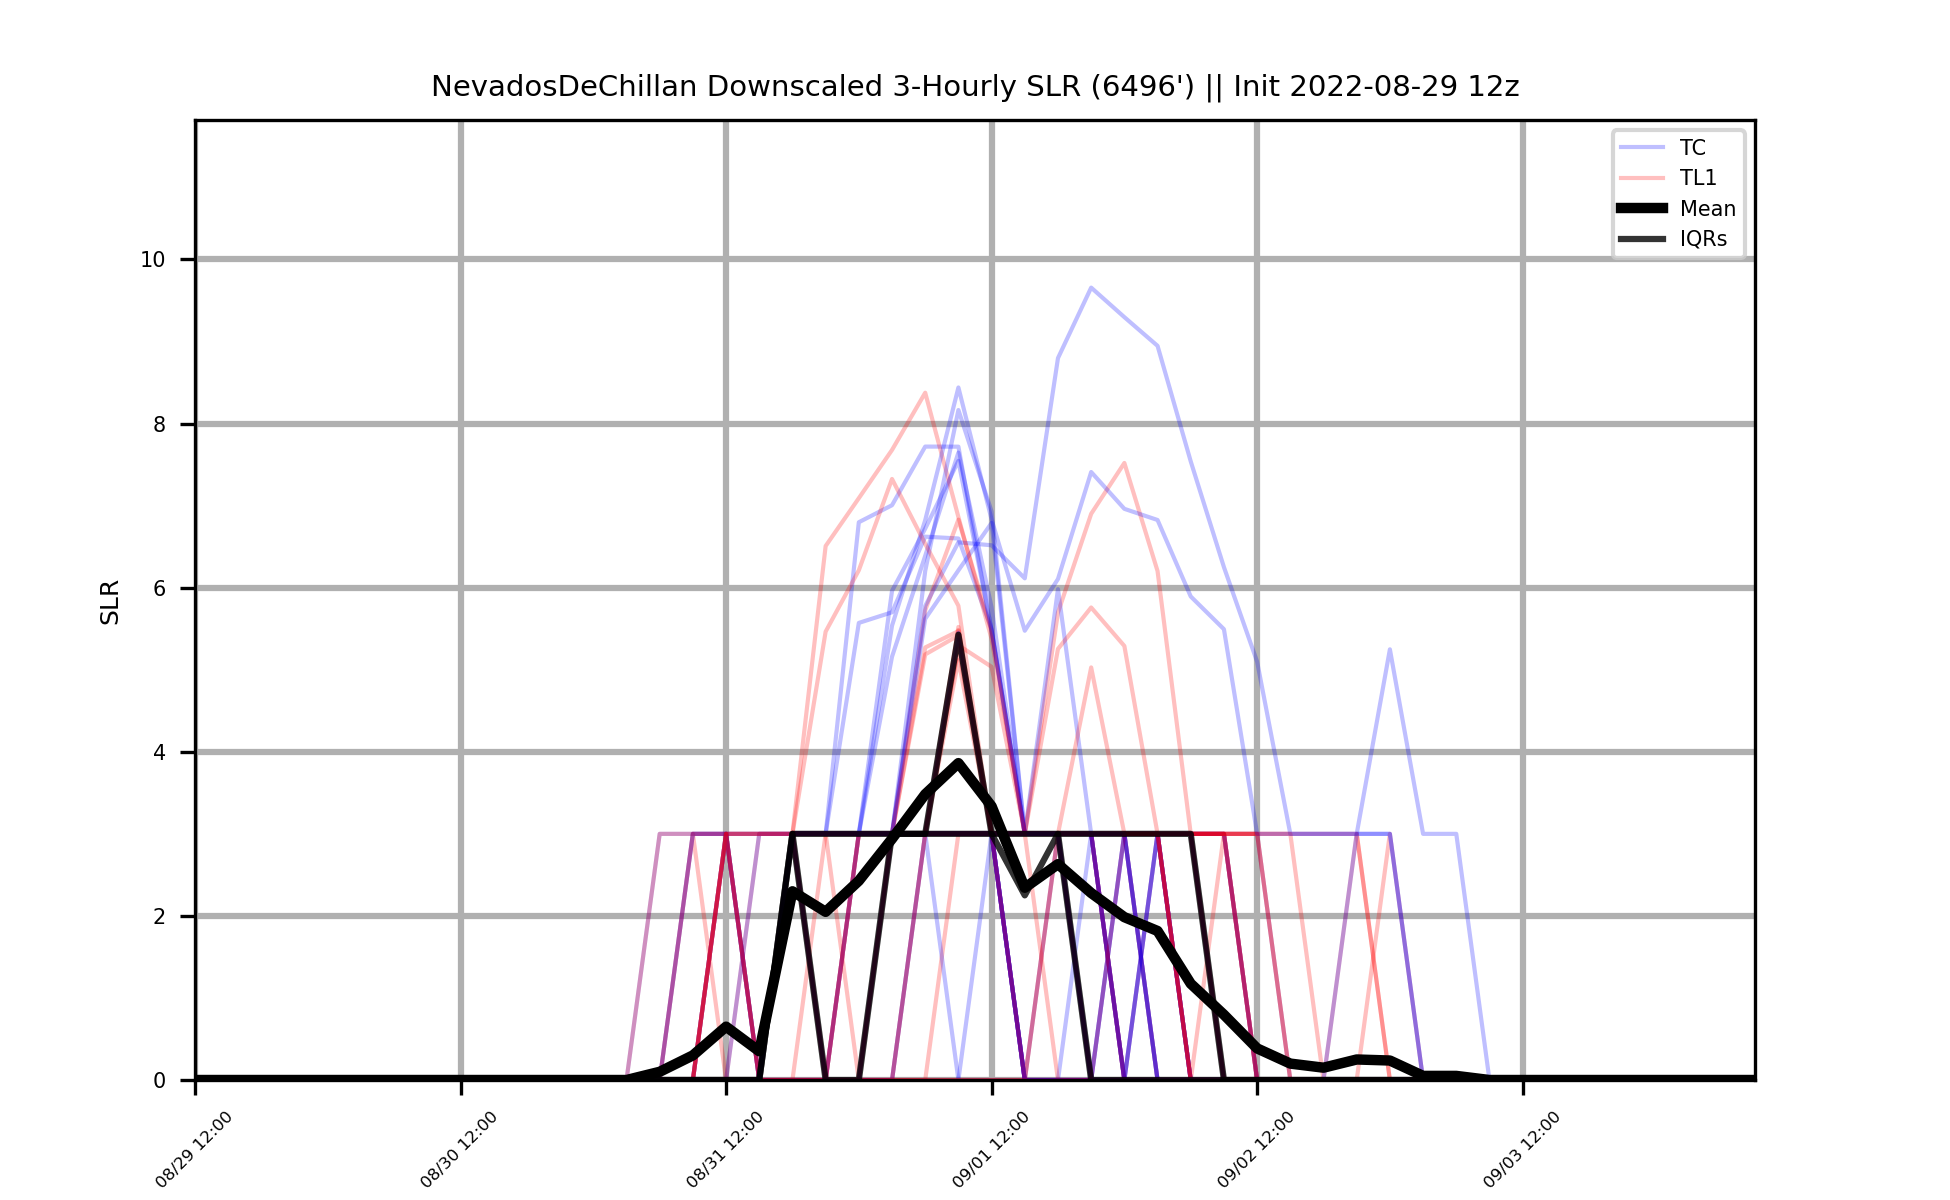 NevadosDeChillan Downscaled 3-Hourly SLR (6496') || Init 2022-08-29 12z
TC
TL1
Mean
IQRs
10
8
6
4
2
0
SLR
08/29 12:00
08/30 12:00
08/31 12:00
09/01 12:00
09/02 12:00
09/03 12:00